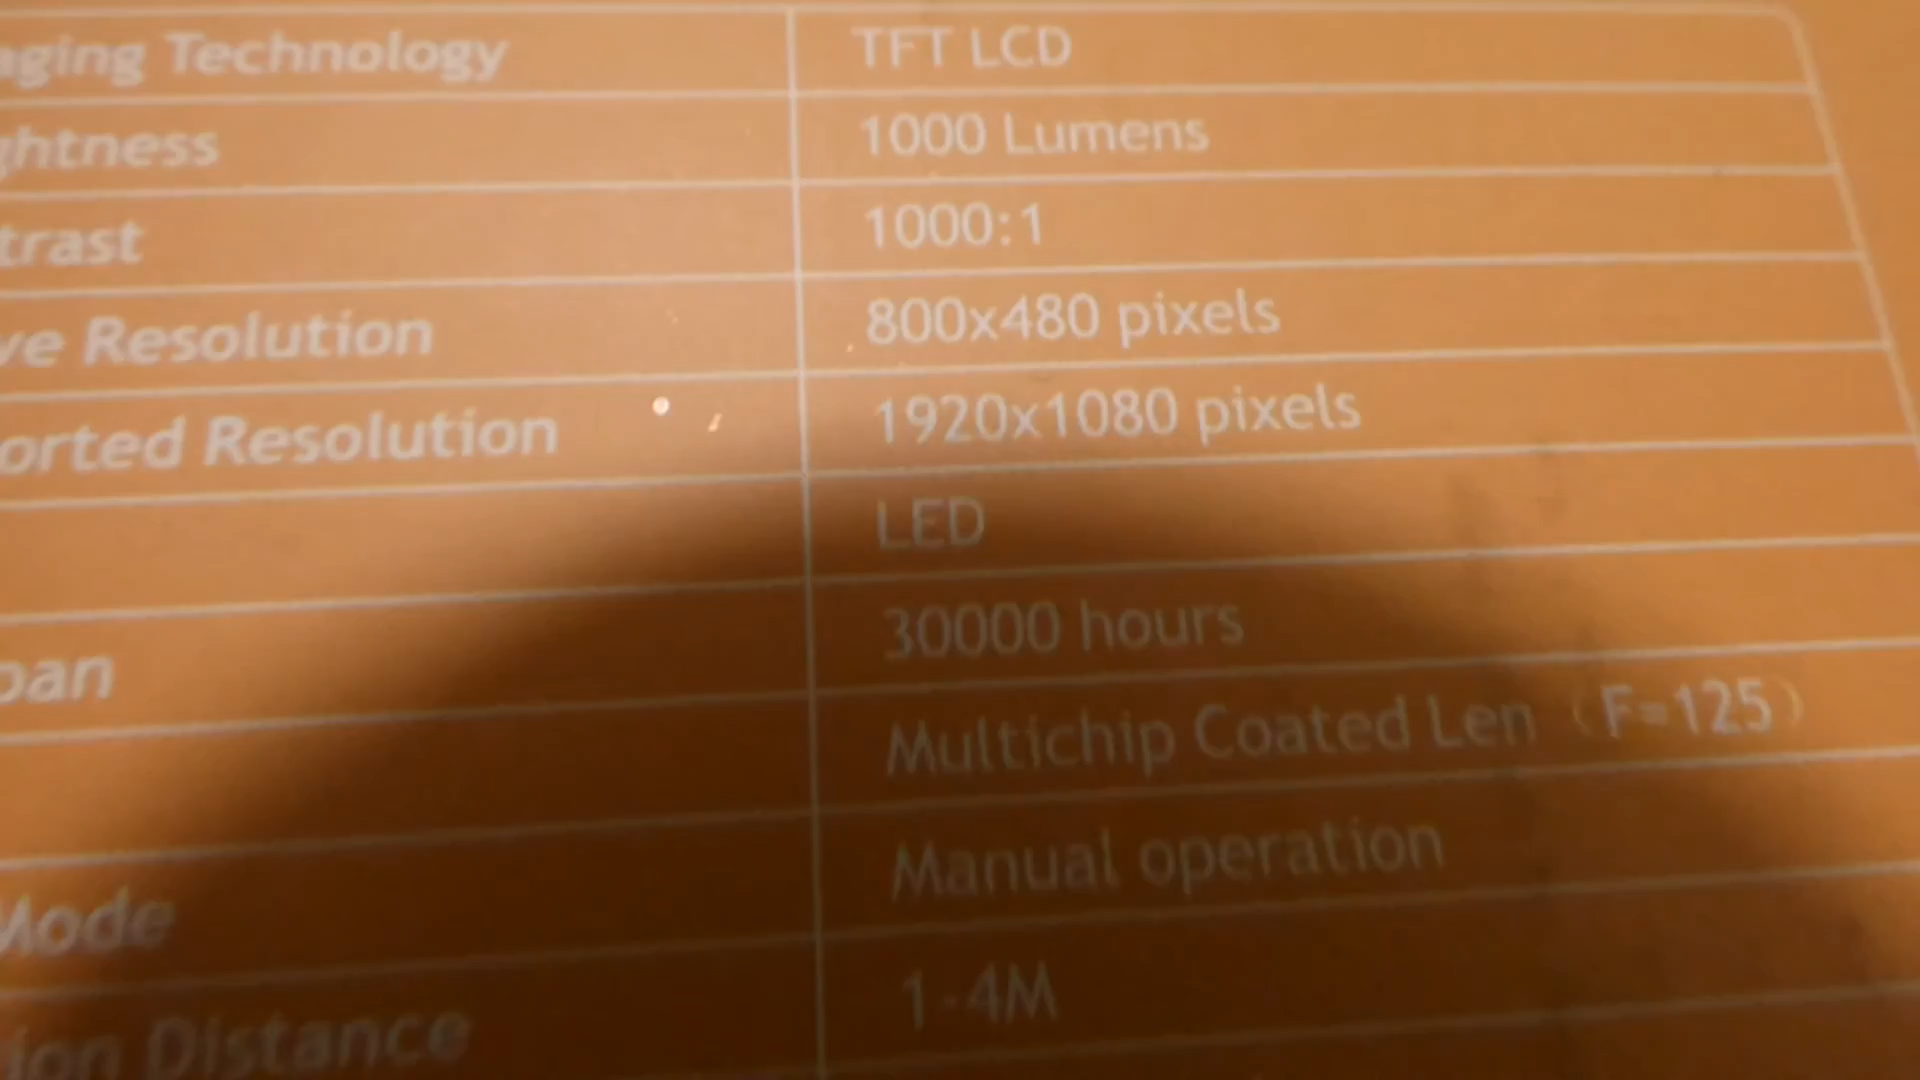 aging Technology TFT LCD
ghtness 1000 Lumens
trast 1000:1
ve Resolution 800x480 pixels
orted Resolution 1920x1080 pixels
LED
pan 30000 hours
Multichip Coated Len (F=125)
Mode Manual operation
ion Distance 1-4M